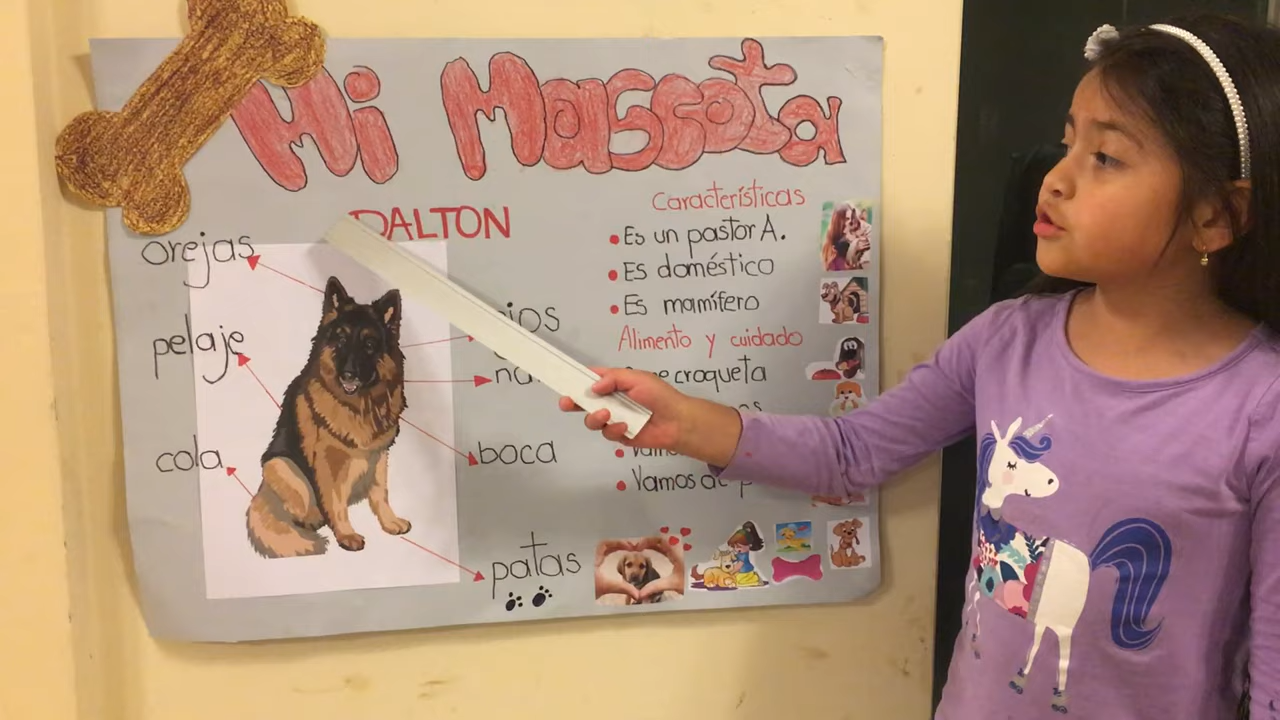 Mi Mascota
DALTON
orejas
pelaje
cola
boca
patas
Características
Es un pastor A.
Es doméstico
Es mamífero
Alimento y cuidado
croqueta
Vamos de